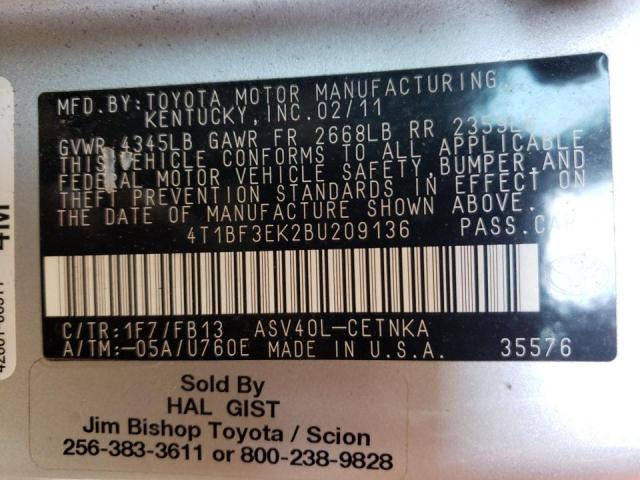 MFD.BY:TOYOTA MOTOR MANUFACTURING
KENTUCKY, INC.02/11
GVWR 4345LB GAWR FR 2668LB RR
THIS VEHICLE CONFORMS TO ALL APPLICABLE
FEDERAL MOTOR VEHICLE SAFETY,BUMPER,AND
THEFT PREVENTION STANDARDS IN EFFECT ON
THE DATE OF MANUFACTURE SHOWN ABOVE.
4T1BF3EK2BU209136 PASS.CAR
C/TR:1F7/FB13 ASV40L-CETNKA
A/TM:-05A/U760E MADE IN U.S.A. 35576
Sold By
HAL GIST
Jim Bishop Toyota / Scion
256-383-3611 or 800-238-9828
4M